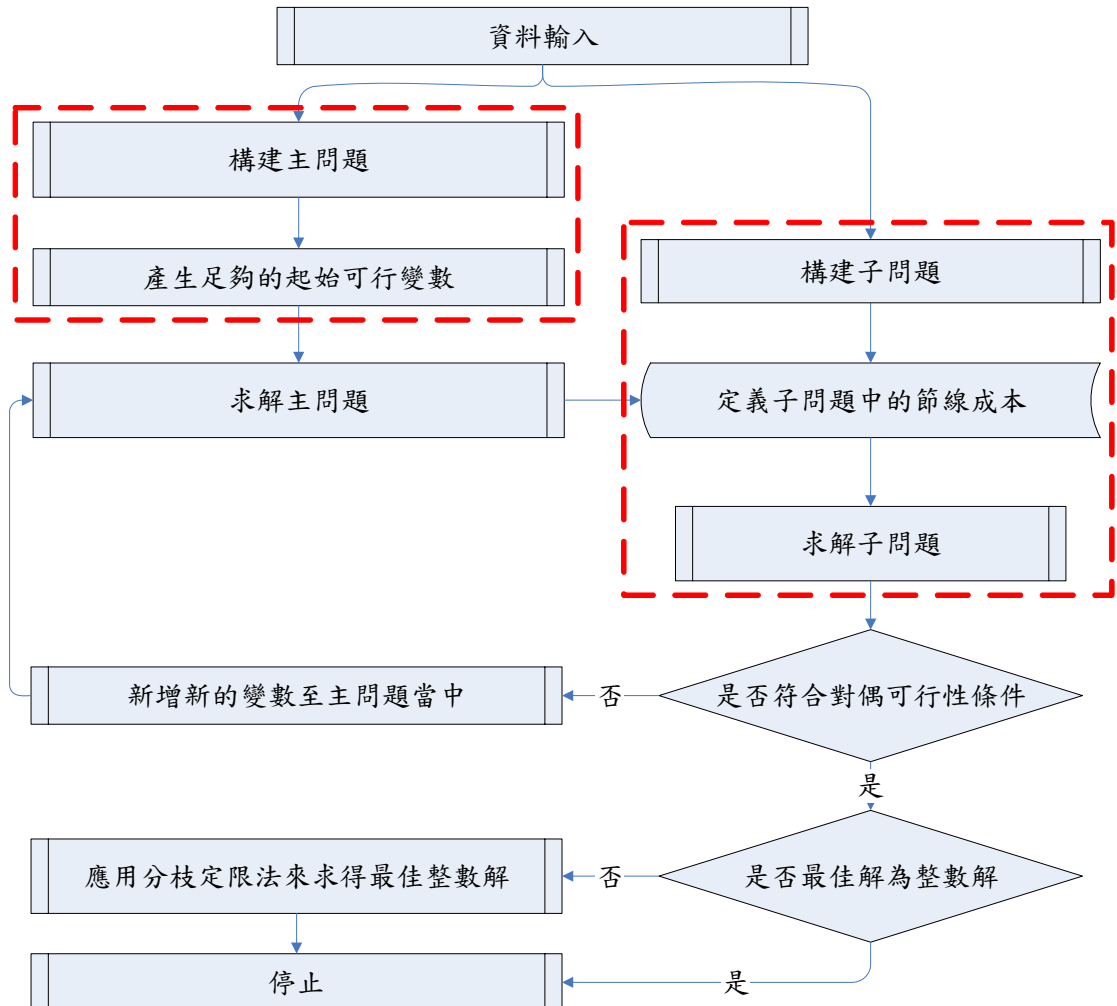 資料輸入
構建主問題
產生足夠的起始可行變數
構建子問題
求解主問題
定義子問題中的節線成本
求解子問題
新增新的變數至主問題當中
否
是否符合對偶可行性條件
是
應用分枝定限法來求得最佳整數解
否
是否最佳解為整數解
停止
是